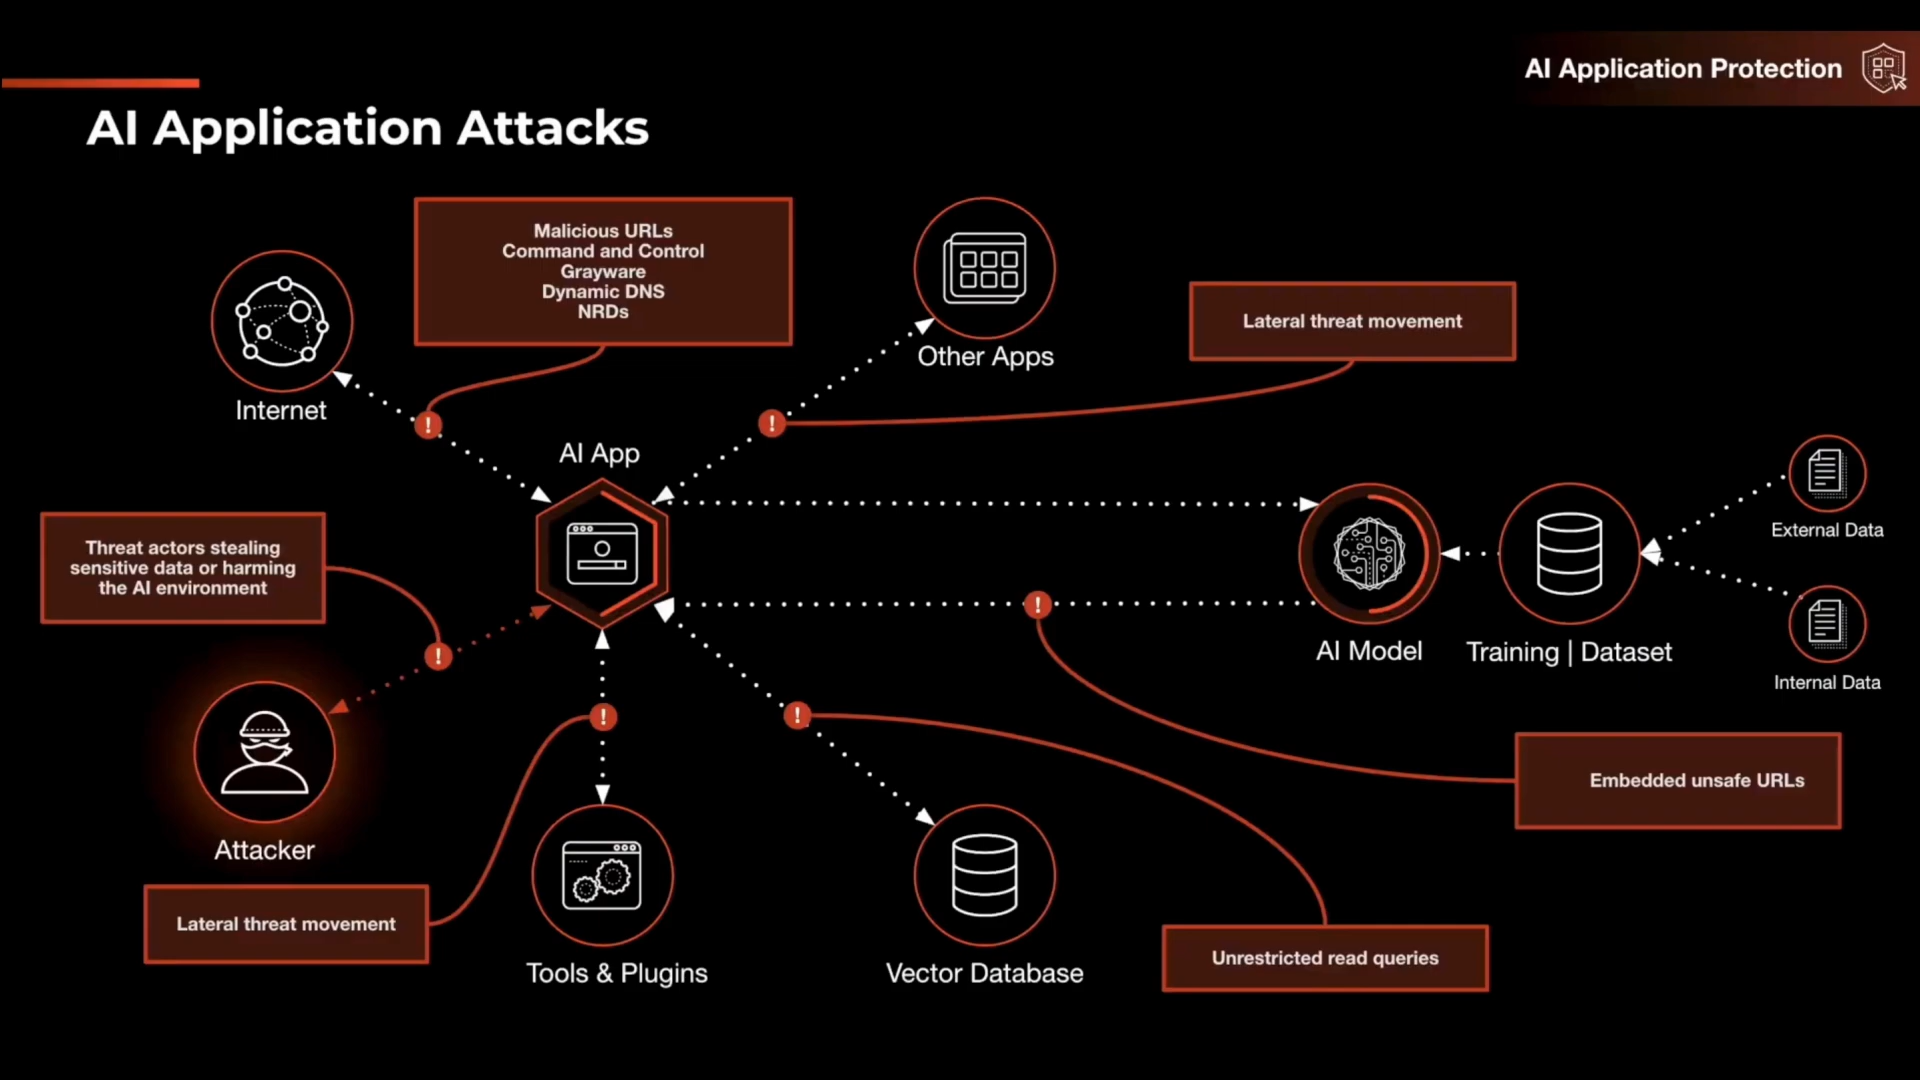 AI Application Protection
AI Application Attacks
Malicious URLs
Command and Control
Grayware
Dynamic DNS
NRDs
Internet
Other Apps
Lateral threat movement
AI App
Threat actors stealing
sensitive data or harming
the AI environment
External Data
AI Model
Training | Dataset
Internal Data
Embedded unsafe URLs
Attacker
Lateral threat movement
Tools & Plugins
Vector Database
Unrestricted read queries